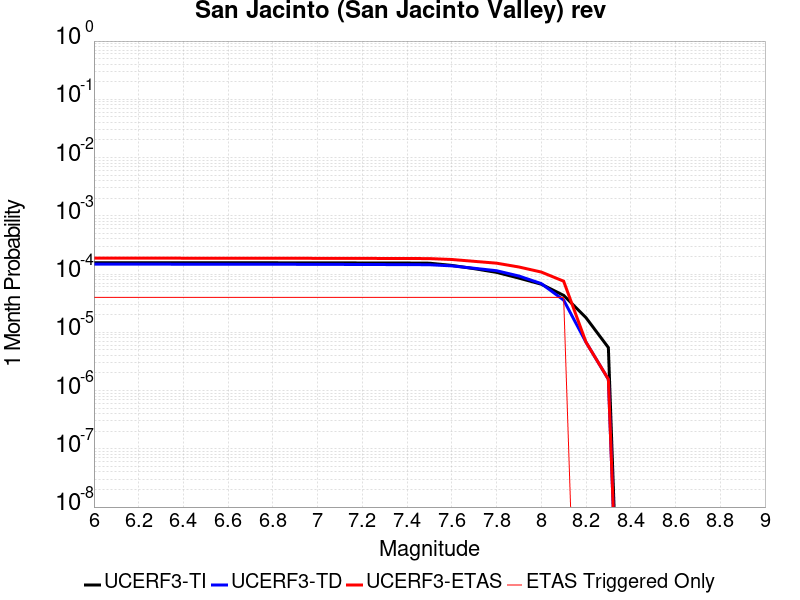 San Jacinto (San Jacinto Valley) rev
10^0
10^-1
10^-2
10^-3
10^-4
10^-5
10^-6
10^-7
10^-8
1 Month Probability
6 6.2 6.4 6.6 6.8 7 7.2 7.4 7.6 7.8 8 8.2 8.4 8.6 8.8 9
Magnitude
UCERF3-TI UCERF3-TD UCERF3-ETAS ETAS Triggered Only